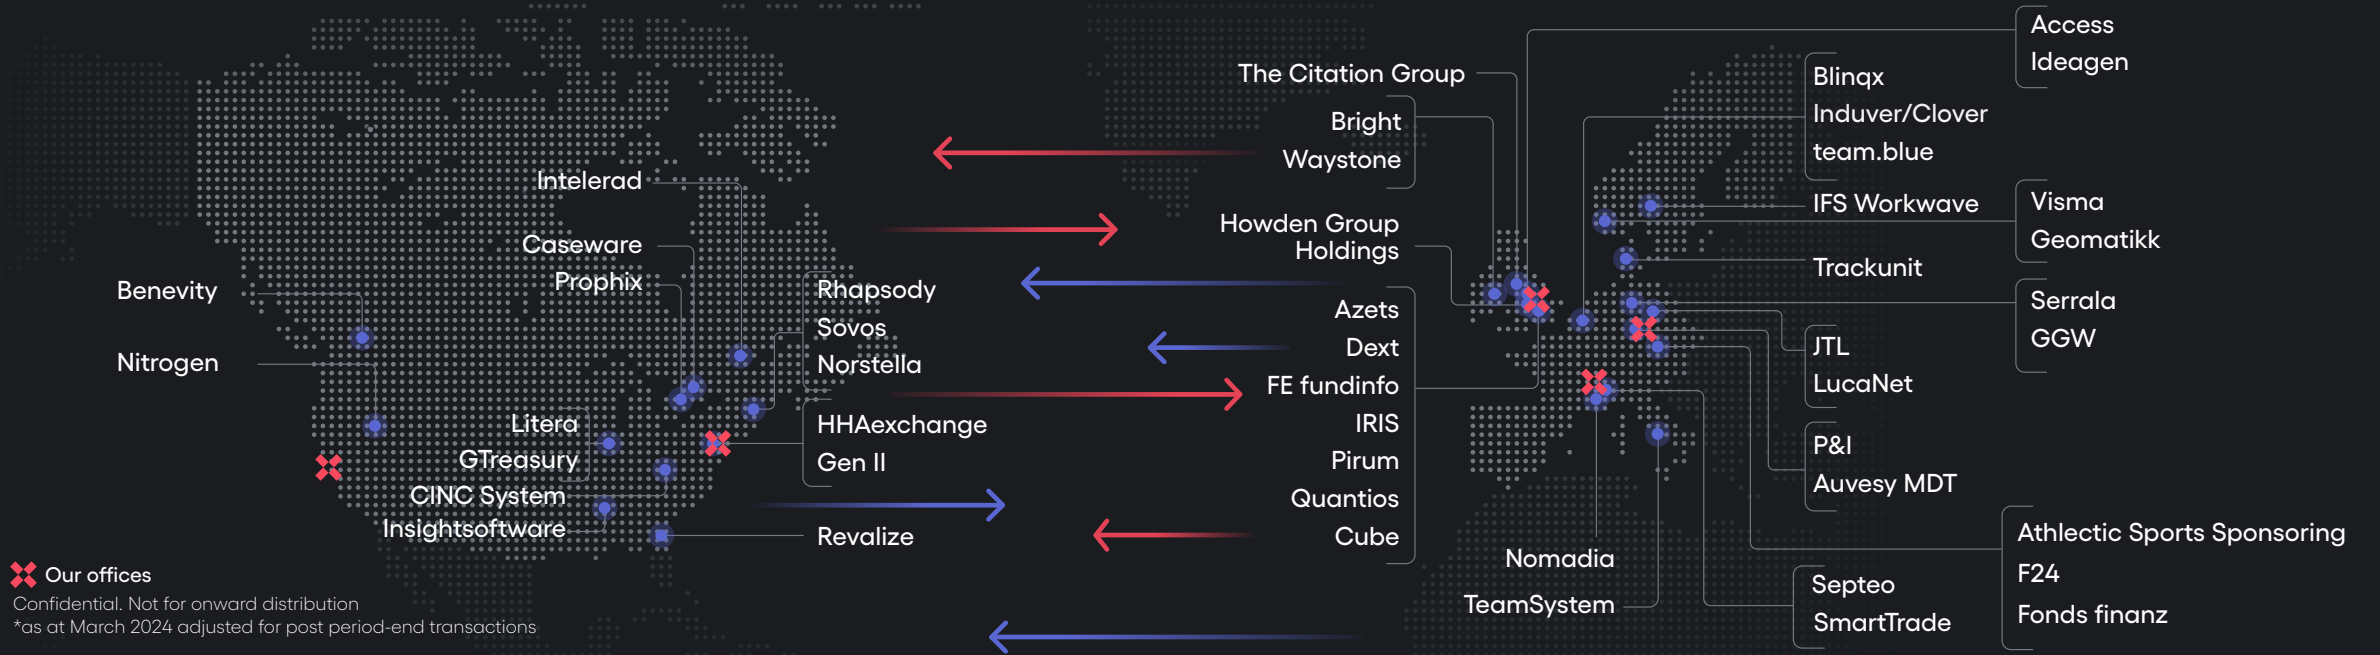 Intelerad
Caseware
Prophix
Benevity
Nitrogen
Litera
GTreasury
CINC System
Insightsoftware
Rhapsody
Sovos
Norstella
HHAexchange
Gen II
Revalize
Our offices
Confidential. Not for onward distribution
*as at March 2024 adjusted for post period-end transactions
The Citation Group
Bright
Waystone
Howden Group
Holdings
Azets
Dext
FE fundinfo
IRIS
Pirum
Quantios
Cube
Nomadia
TeamSystem
Access
Ideagen
Blinqx
Induver/Clover
team.blue
IFS Workwave
Visma
Geomatikk
Trackunit
Serrala
GGW
JTL
LucaNet
P&I
Auvesy MDT
Athlectic Sports Sponsoring
F24
Fonds finanz
Septeo
SmartTrade